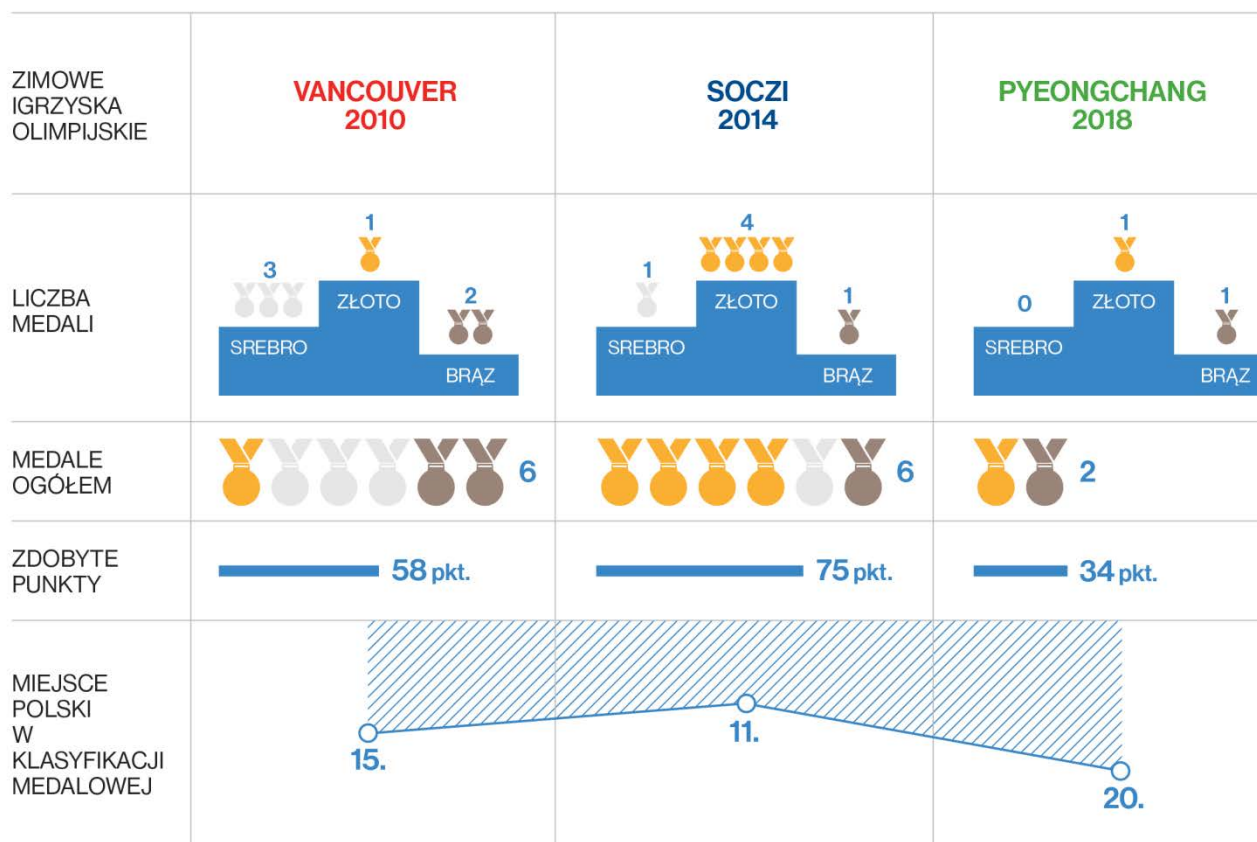 ZIMOWE
IGRZYSKA
OLIMPIJSKIE
VANCOUVER
2010
SOCZI
2014
PYEONGCHANG
2018
LICZBA
MEDALI
3
1
2
SREBRO
ZŁOTO
BRĄZ
1
4
1
SREBRO
ZŁOTO
BRĄZ
0
1
1
SREBRO
ZŁOTO
BRĄZ
MEDALE
OGÓŁEM
6
6
2
ZDOBYTE
PUNKTY
58 pkt.
75 pkt.
34 pkt.
MIEJSCE
POLSKI
W
KLASYFIKACJI
MEDALOWEJ
15.
11.
20.